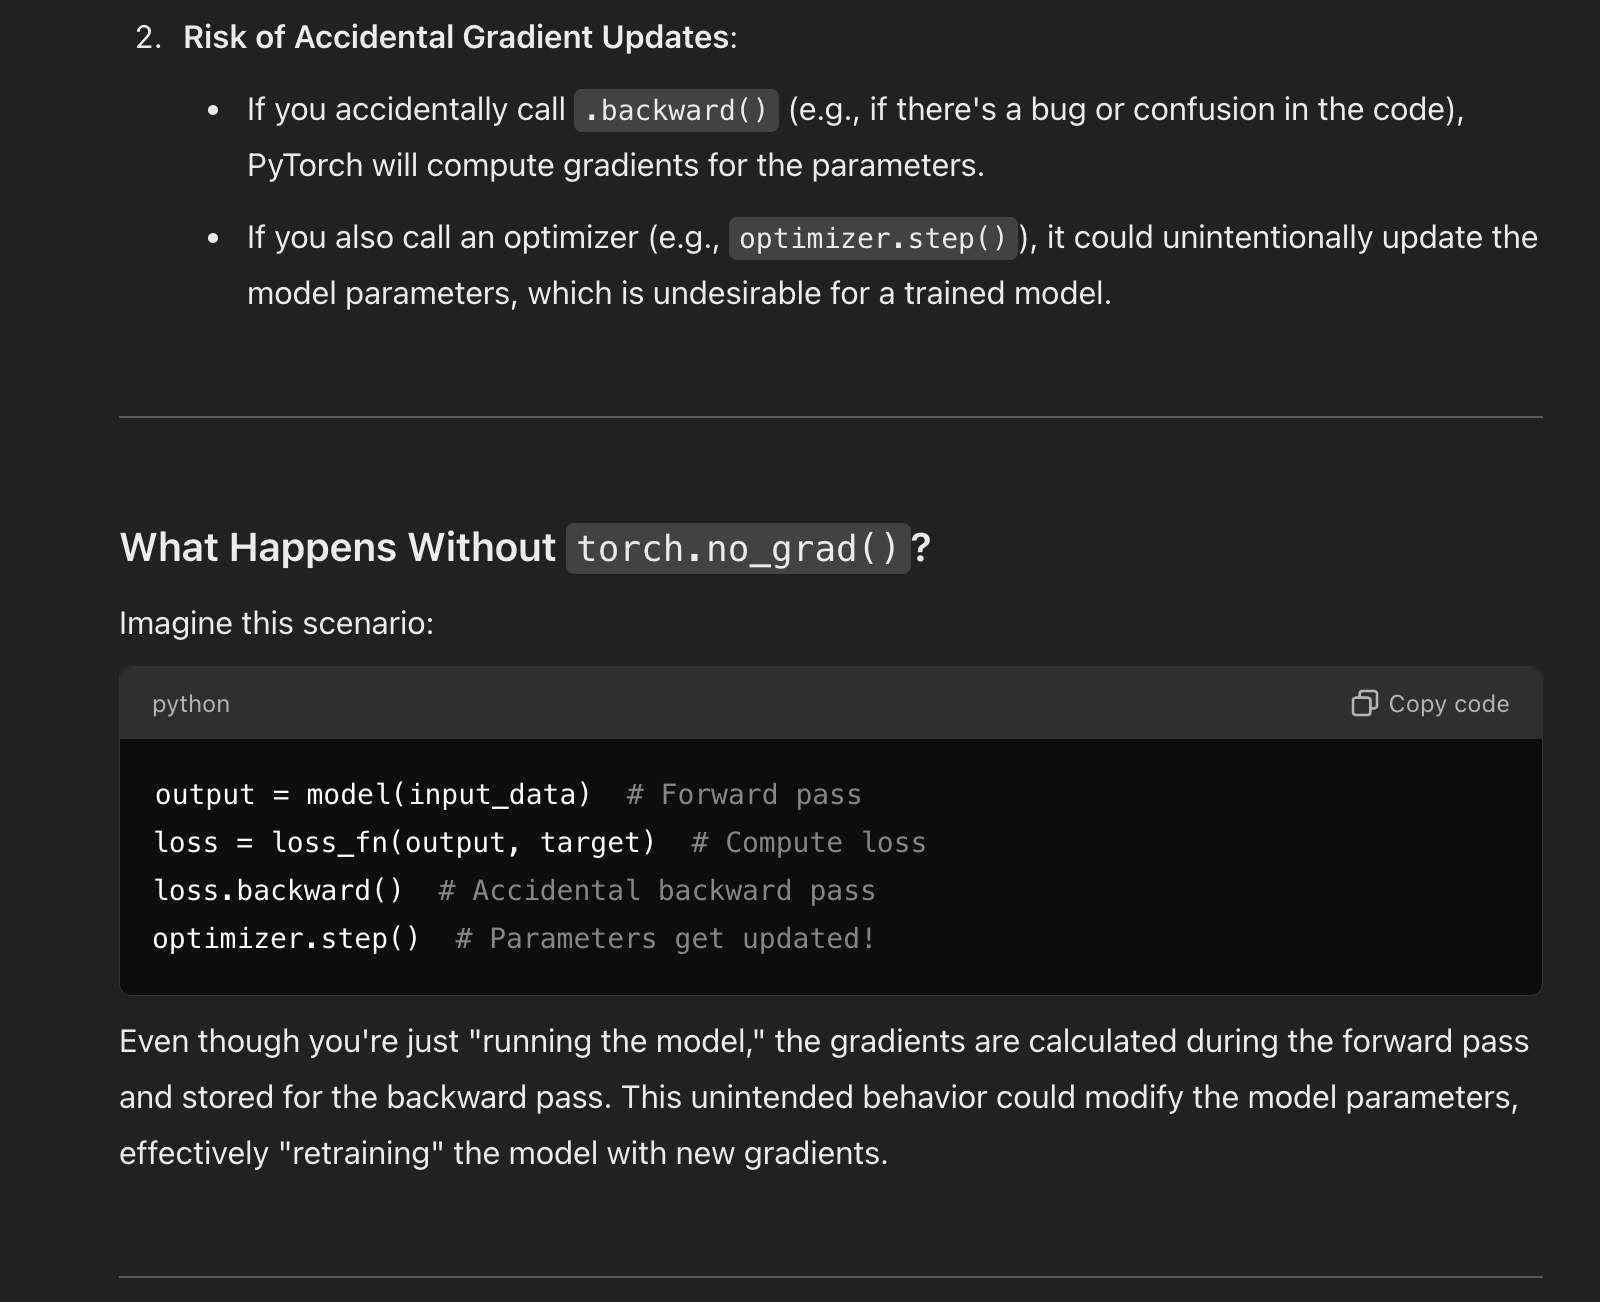 2. Risk of Accidental Gradient Updates:
• If you accidentally call .backward() (e.g., if there's a bug or confusion in the code),
PyTorch will compute gradients for the parameters.
• If you also call an optimizer (e.g., optimizer.step()), it could unintentionally update the
model parameters, which is undesirable for a trained model.
What Happens Without torch.no_grad()?
Imagine this scenario:
python Copy code
output = model(input_data)  # Forward pass
loss = loss_fn(output, target)  # Compute loss
loss.backward()  # Accidental backward pass
optimizer.step()  # Parameters get updated!
Even though you're just "running the model," the gradients are calculated during the forward pass
and stored for the backward pass. This unintended behavior could modify the model parameters,
effectively "retraining" the model with new gradients.